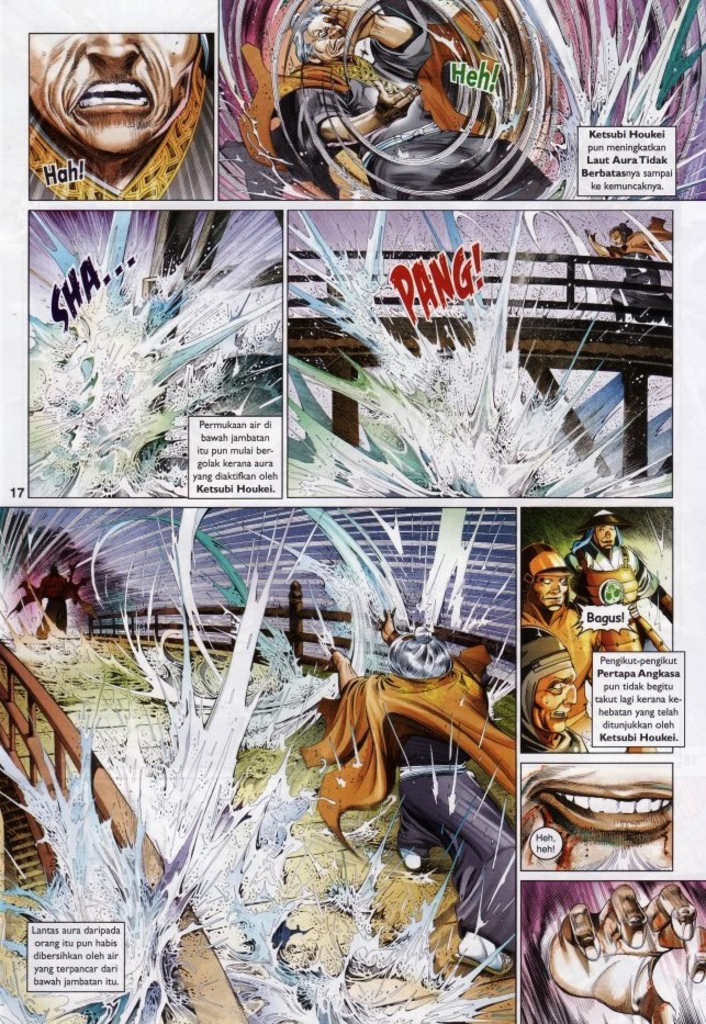 Hah!
Heh!
Ketsubi Houkei
pun meningkatkan
Laut Aura Tidak
Berbatasnya sampai
ke kemuncaknya.
SHA...
Permukaan air di
bawah jambatan
itu pun mulai ber-
golak kerana aura
yang diaktifkan oleh
Ketsubi Houkei.
PANG!
17
Bagus!
Pengikut-pengikut
Pertapa Angkasa
pun tidak begitu
takut lagi kerana ke-
hebatan yang telah
ditunjukkan oleh
Ketsubi Houkei.
Heh,
heh!
Lantas aura daripada
orang itu pun habis
dibersihkan oleh air
yang terpancar dari
bawah jambatan itu.